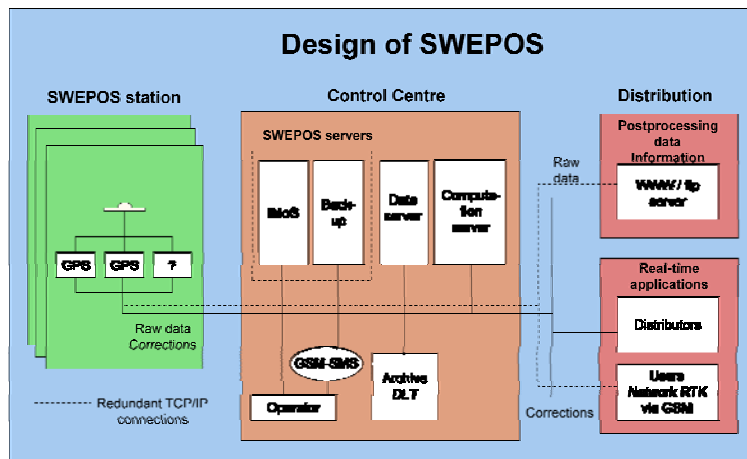 Design of SWEPOS
SWEPOS station
Control Centre
Distribution
SWEPOS servers
Back-
up
Data
server
Computa-
tion
server
Raw
data
Postprocessing
data
Information
WWW / ftp
server
GPS
GPS
?
Raw data
Corrections
Real-time
applications
Distributors
Users
Network RTK
via GSM
GSM-SMS
Operator
Archive
DLT
Redundant TCP/IP
connections
Corrections